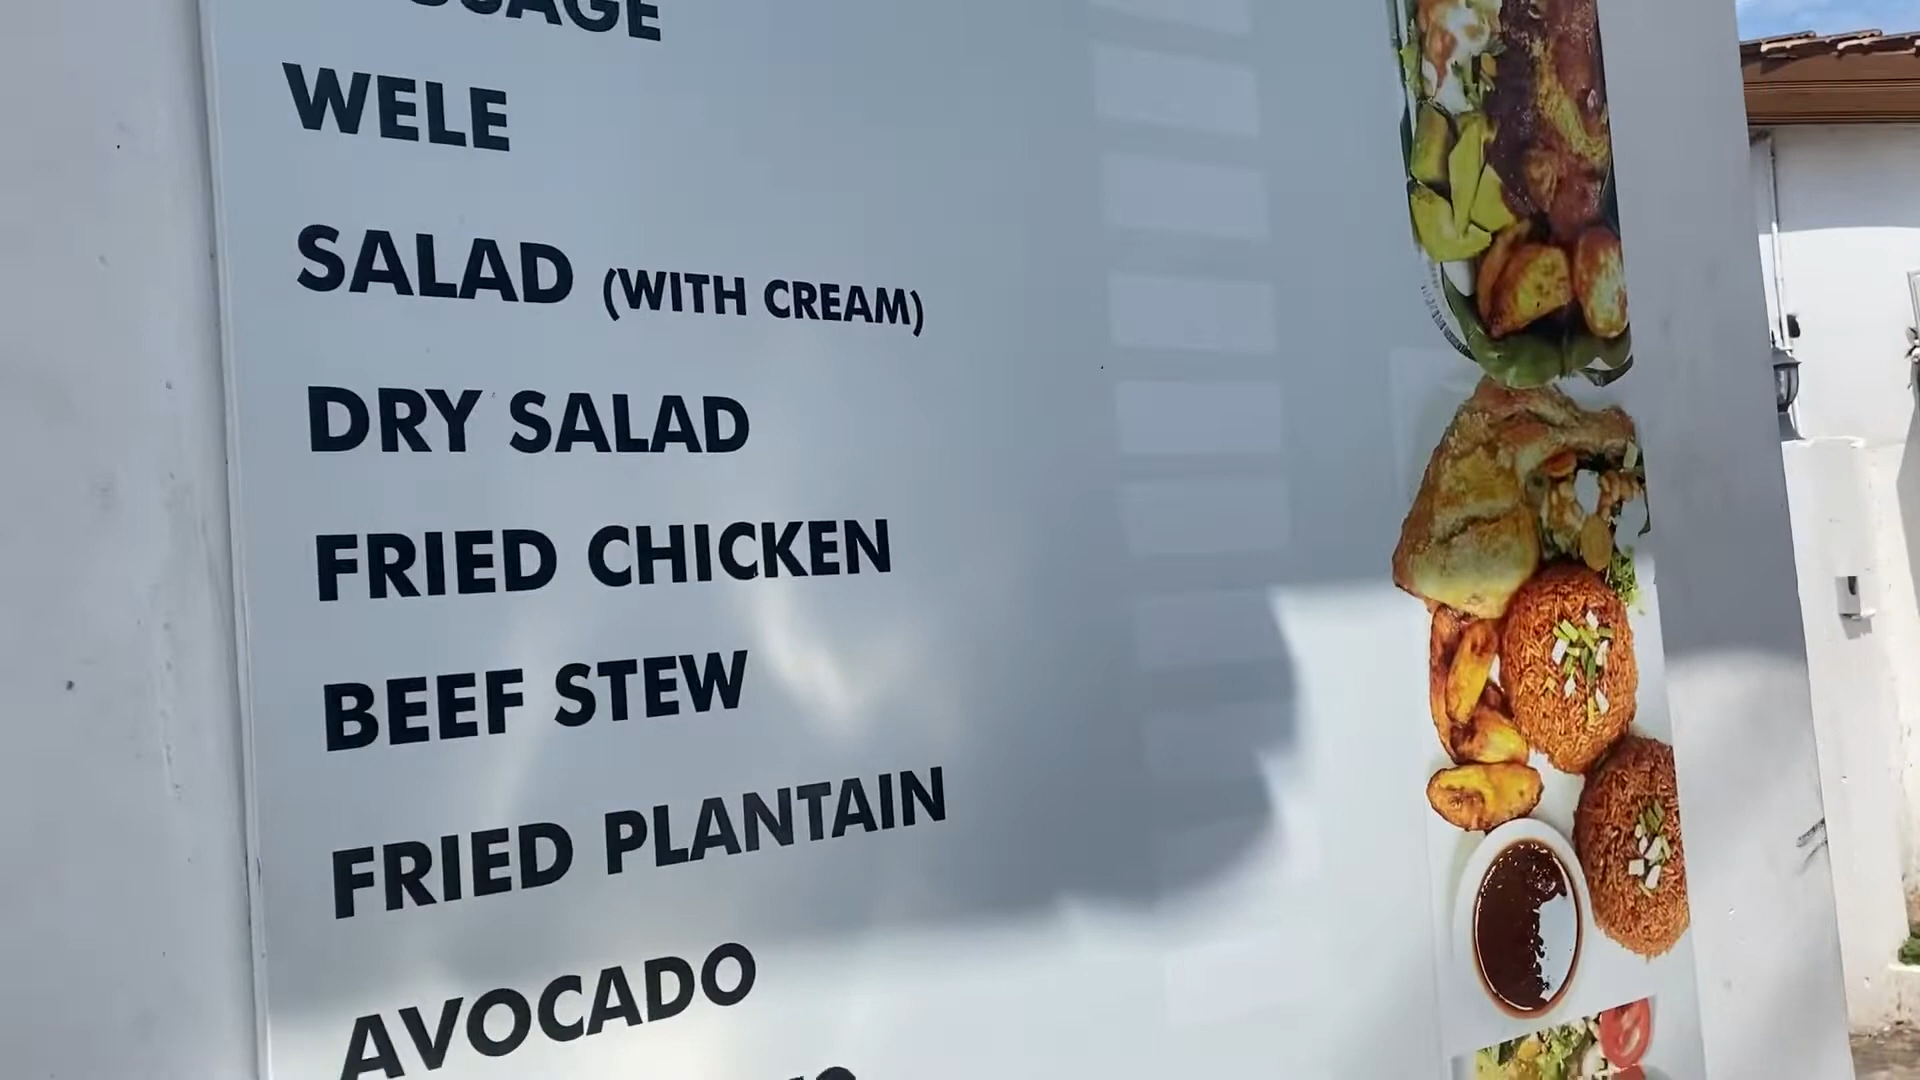 WELE
SALAD (WITH CREAM)
DRY SALAD
FRIED CHICKEN
BEEF STEW
FRIED PLANTAIN
AVOCADO